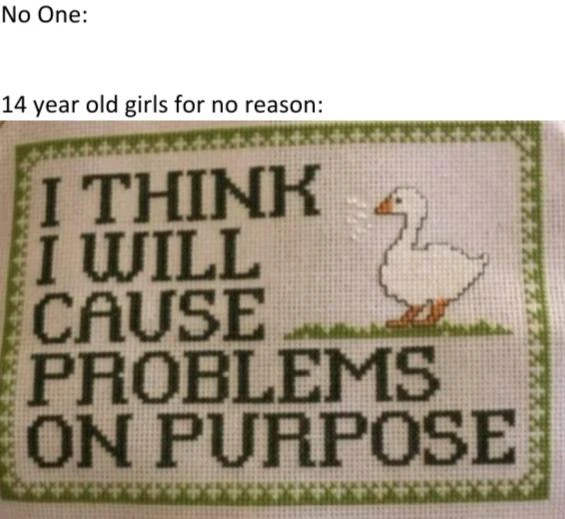 No One:
14 year old girls for no reason:
I THINK
I WILL
CAUSE
PROBLEMS
ON PURPOSE